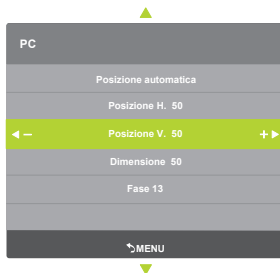 PC
Posizione automatica
Posizione H. 50
− Posizione V. 50 +
Dimensione 50
Fase 13
MENU